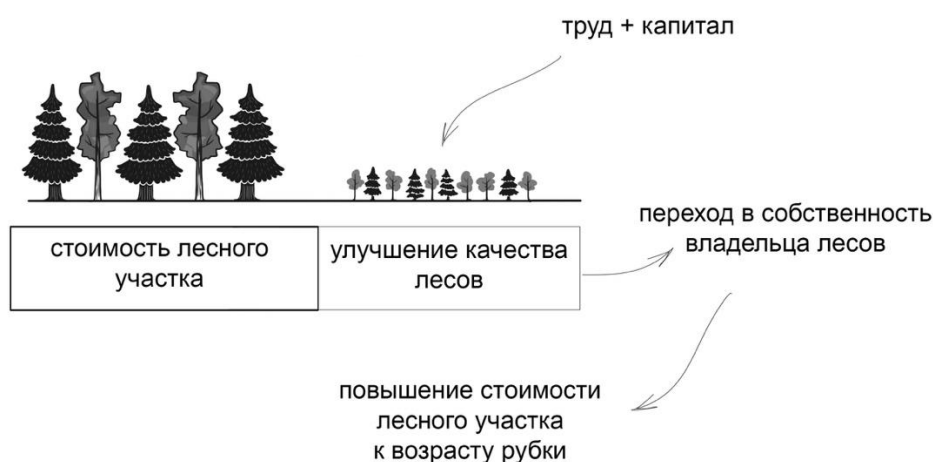 труд + капитал
стоимость лесного
участка
улучшение качества
лесов
переход в собственность
владельца лесов
повышение стоимости
лесного участка
к возрасту рубки